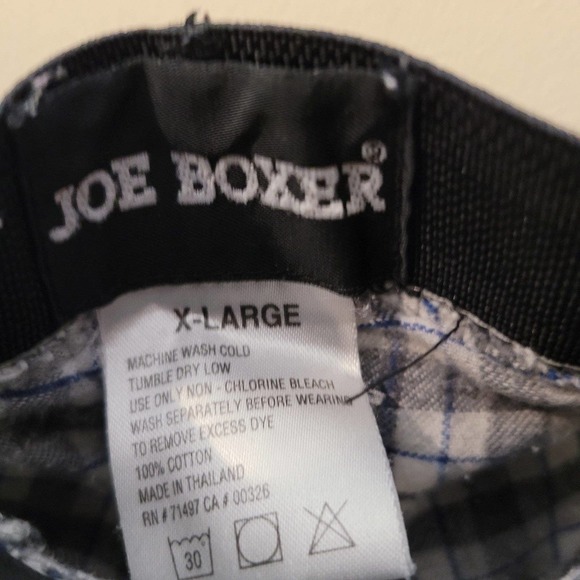 JOE BOXER®
X-LARGE
MACHINE WASH COLD
TUMBLE DRY LOW
USE ONLY NON - CHLORINE BLEACH
WASH SEPARATELY BEFORE WEARING
TO REMOVE EXCESS DYE
100% COTTON
MADE IN THAILAND
RN # 71497 CA # 00326
30